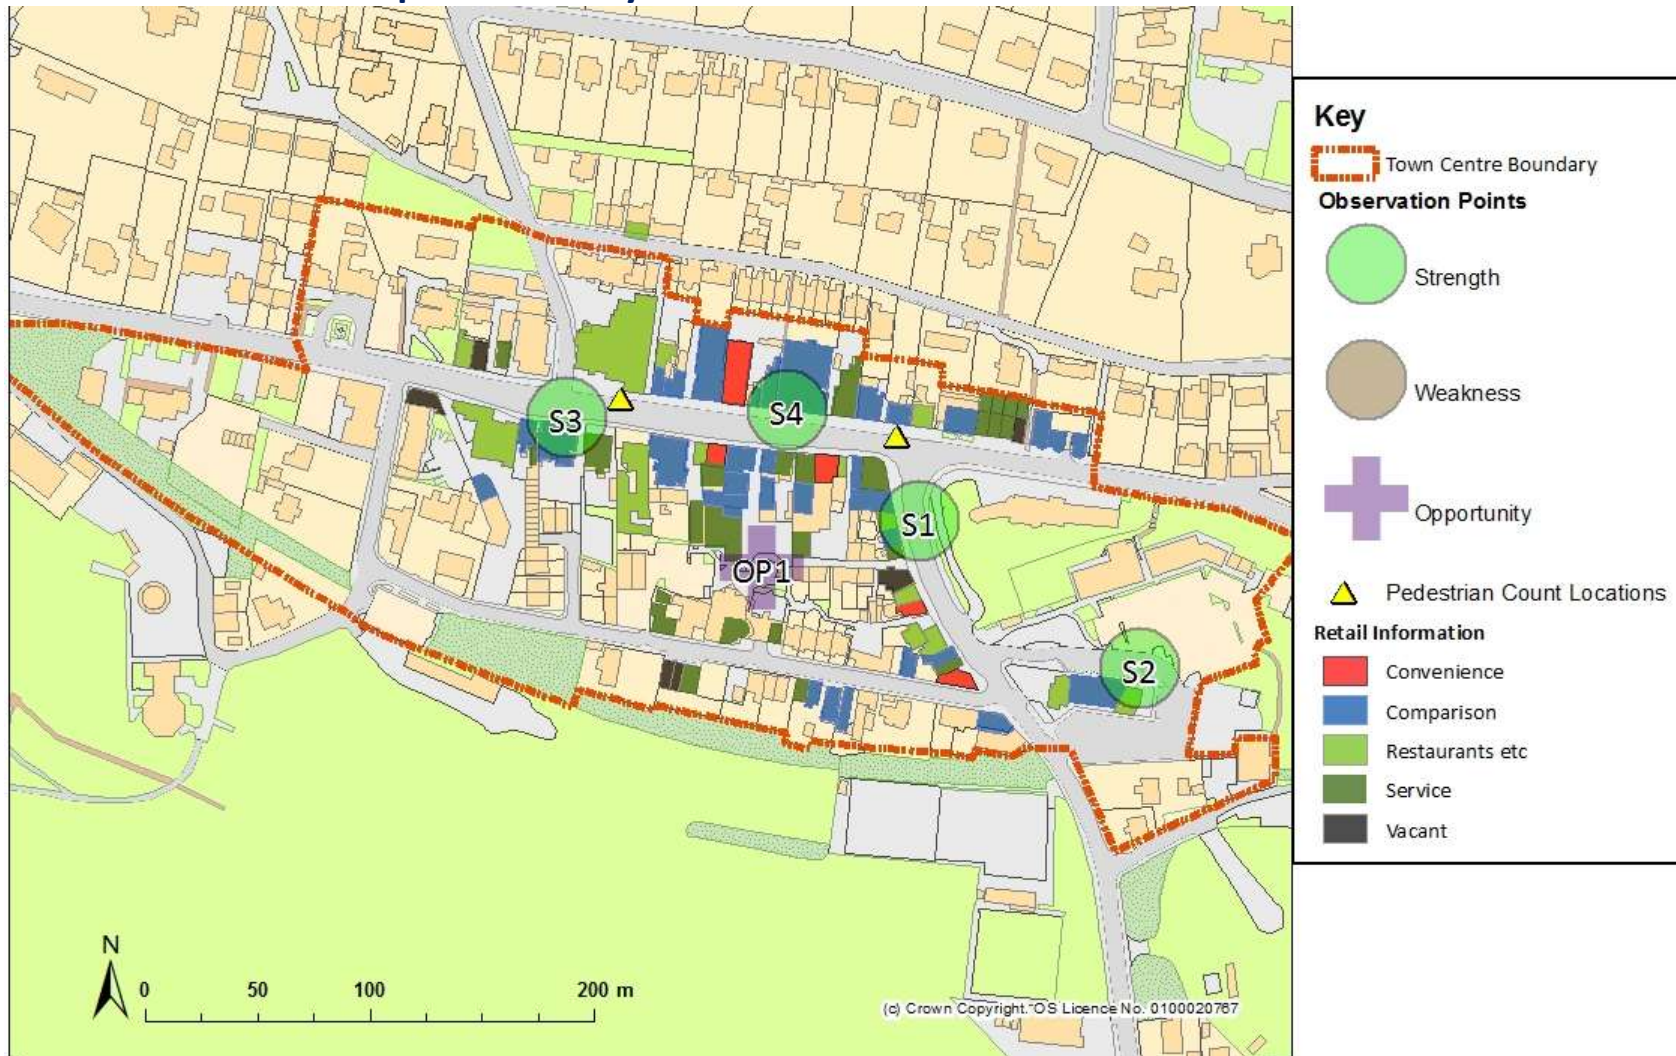 Key
Town Centre Boundary
Observation Points
Strength
Weakness
Opportunity
Pedestrian Count Locations
Retail Information
Convenience
Comparison
Restaurants etc
Service
Vacant
S3
S4
S1
OP1
S2
N
0 50 100 200 m
(c) Crown Copyright. OS Licence No. 0100020767